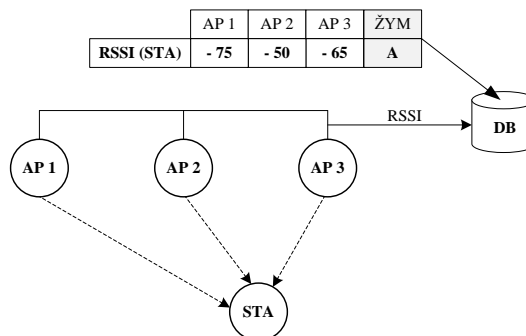 AP 1 AP 2 AP 3 ŽYM
RSSI (STA) - 75 - 50 - 65 A
RSSI
DB
AP 1 AP 2 AP 3
STA